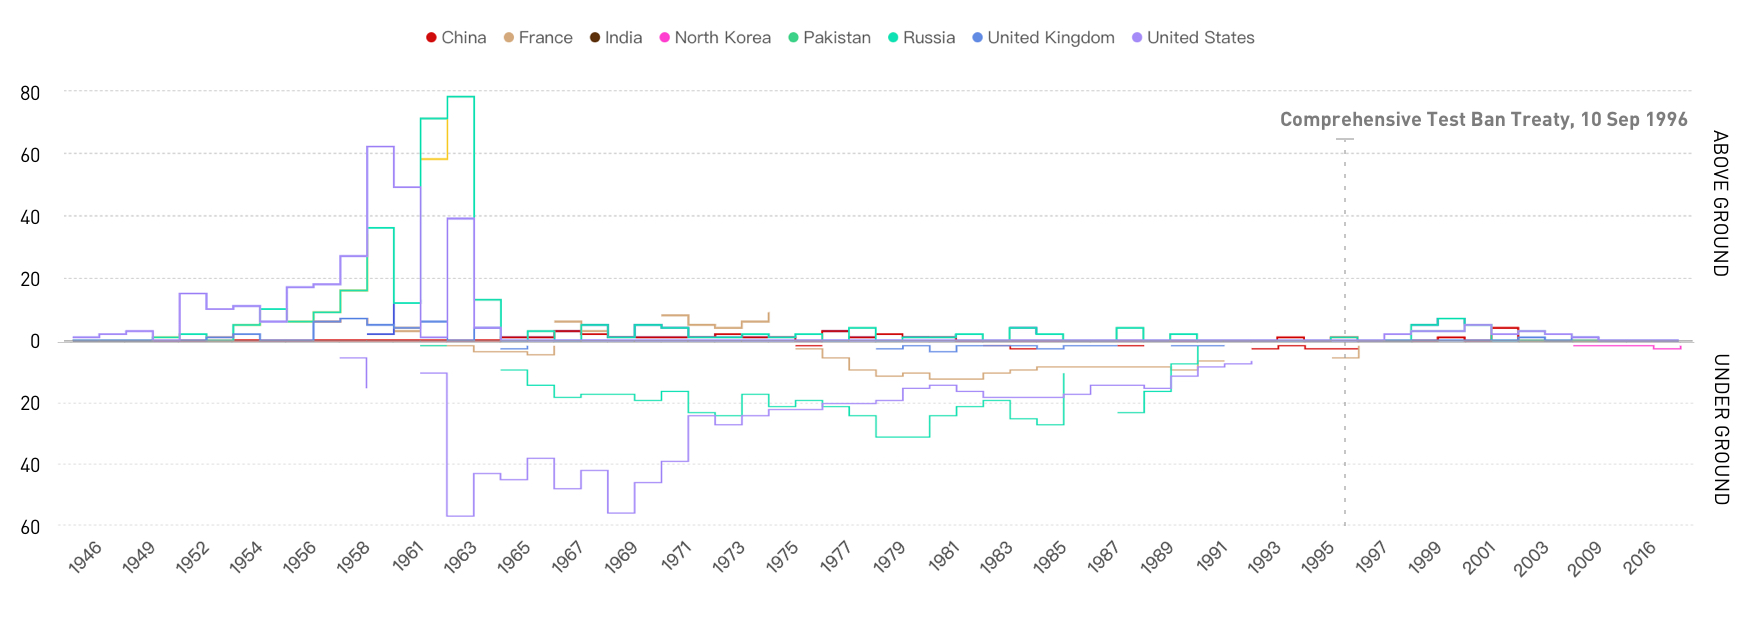 China France India North Korea Pakistan Russia United Kingdom United States
80
Comprehensive Test Ban Treaty, 10 Sep 1996
60
40
20
0
20
40
60
ABOVE GROUND
UNDER GROUND
1946 1949 1952 1954 1956 1958 1961 1963 1965 1967 1969 1971 1973 1975 1977 1979 1981 1983 1985 1987 1989 1991 1993 1995 1997 1999 2001 2003 2009 2016